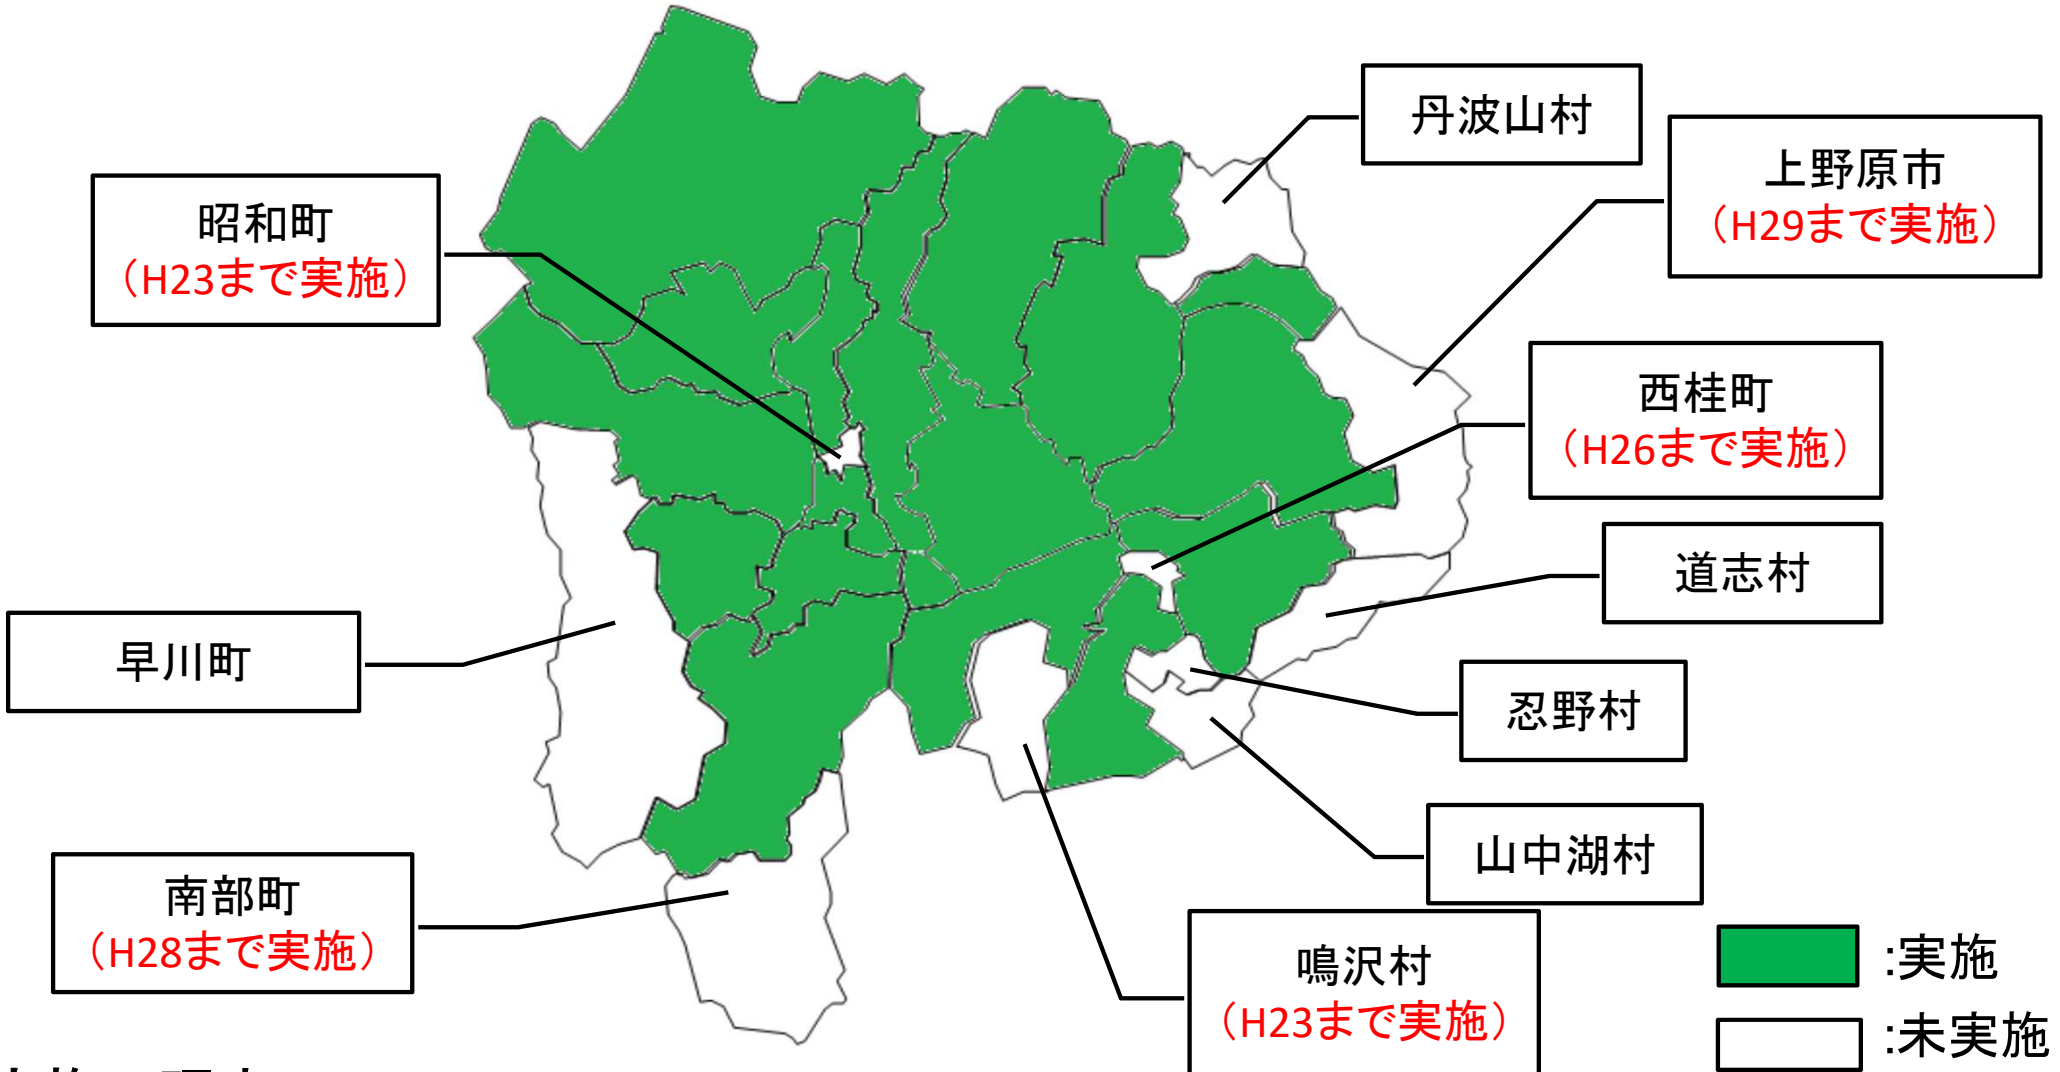 丹波山村
上野原市
（H29まで実施）
昭和町
（H23まで実施）
西桂町
（H26まで実施）
道志村
早川町
忍野村
山中湖村
南部町
（H28まで実施）
鳴沢村
（H23まで実施）
:実施
:未実施